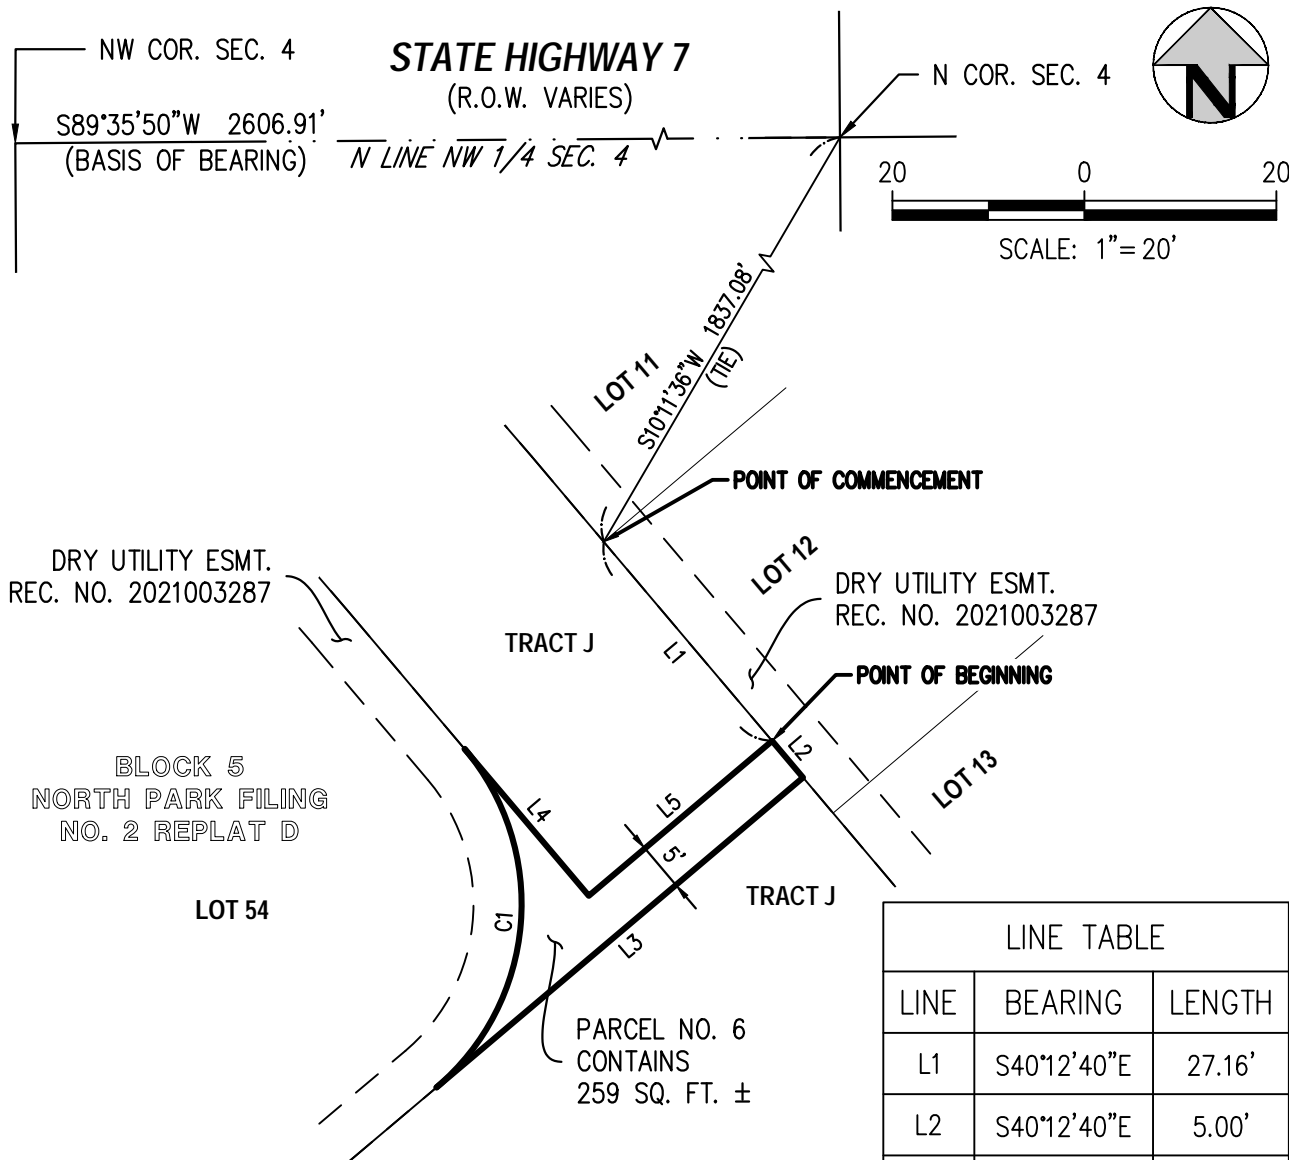 NW COR. SEC. 4
STATE HIGHWAY 7
(R.O.W. VARIES)
N COR. SEC. 4
N
S89°35'50"W 2606.91'
(BASIS OF BEARING)
N LINE NW 1/4 SEC. 4
20 0 20
SCALE: 1"= 20'
S10°11'36"W 1837.08'
(TIE)
LOT 11
POINT OF COMMENCEMENT
DRY UTILITY ESMT.
REC. NO. 2021003287
LOT 12
DRY UTILITY ESMT.
REC. NO. 2021003287
TRACT J
L1
POINT OF BEGINNING
L2
BLOCK 5
NORTH PARK FILING
NO. 2 REPLAT D
LOT 13
L4
L5
5'
LOT 54
C1
TRACT J
L3
PARCEL NO. 6
CONTAINS
259 SQ. FT. ±
LINE TABLE
LINE BEARING LENGTH
L1 S40°12'40"E 27.16'
L2 S40°12'40"E 5.00'